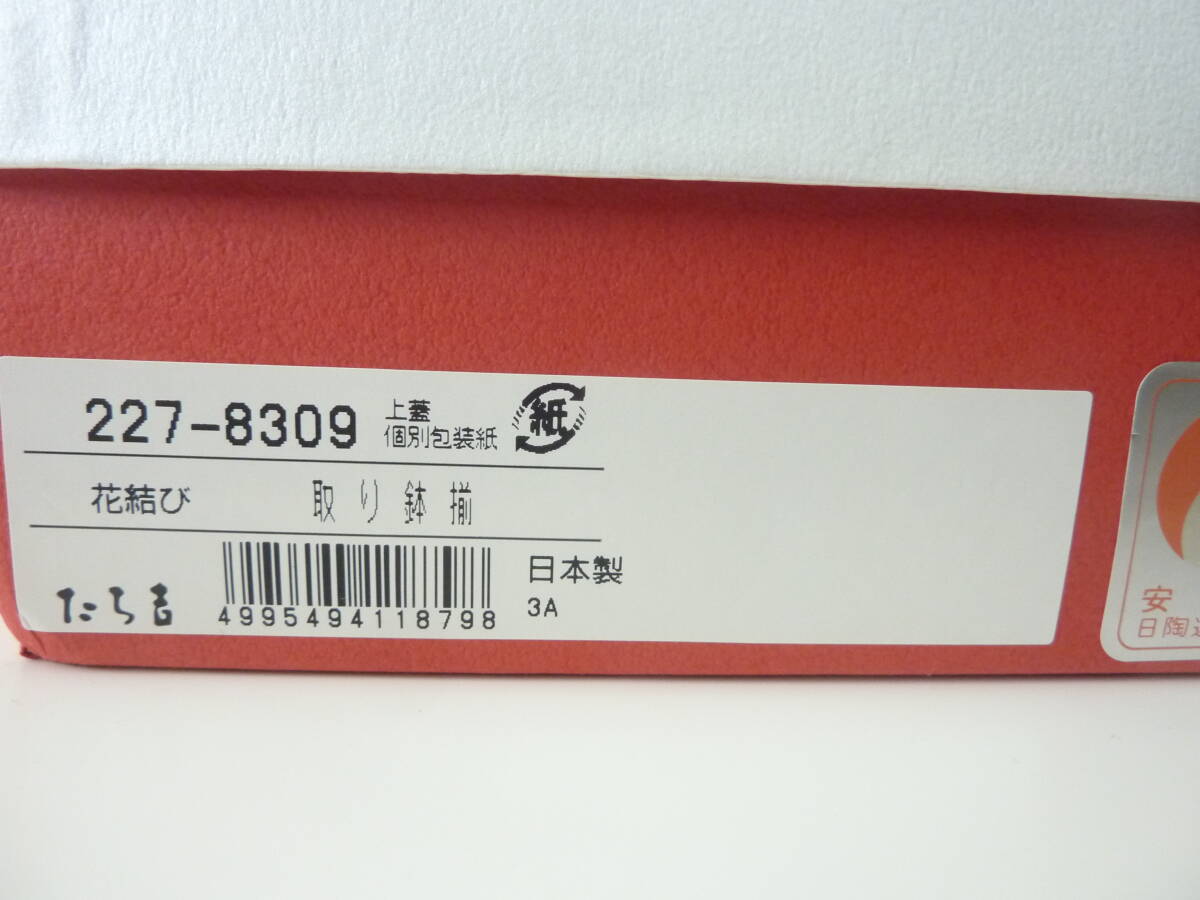 227-8309
上蓋
個別包装紙
紙
花結び 取り鉢揃
たち吉
4995494118798
日本製
3A
安
日陶